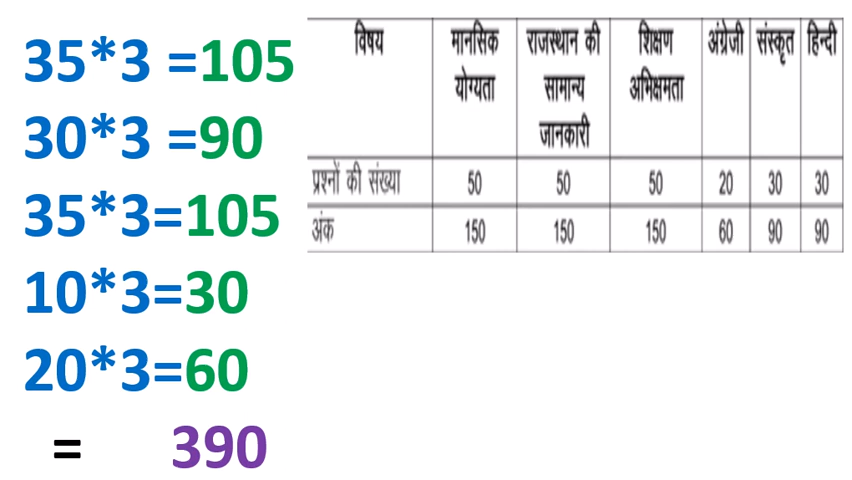 35*3 =105
30*3 =90
35*3=105
10*3=30
20*3=60
= 390
विषय मानसिक योग्यता राजस्थान की सामान्य जानकारी शिक्षण अभिक्षमता अंग्रेजी संस्कृत हिन्दी
प्रश्नों की संख्या 50 50 50 20 30 30
अंक 150 150 150 60 90 90